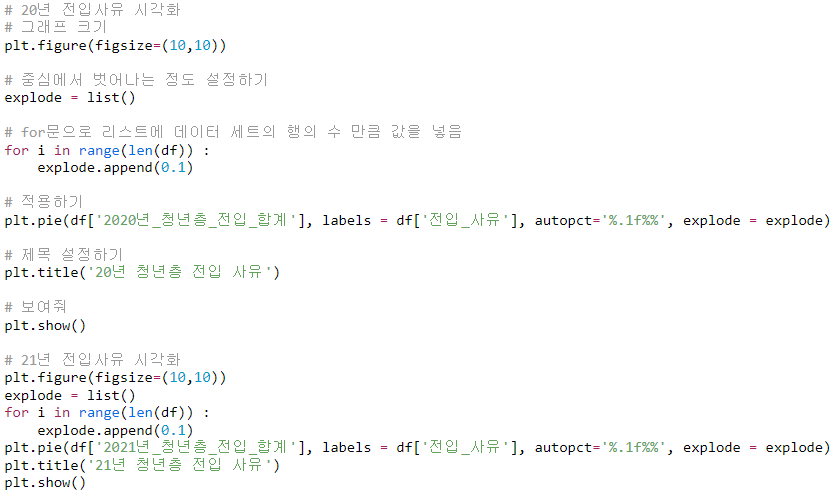 # 20년 전입사유 시각화
# 그래프 크기
plt.figure(figsize=(10,10))
# 중심에서 벗어나는 정도 설정하기
explode = list()
# for문으로 리스트에 데이터 세트의 행의 수 만큼 값을 넣음
for i in range(len(df)) :
    explode.append(0.1)
# 적용하기
plt.pie(df['2020년_청년층_전입_합계'], labels = df['전입_사유'], autopct='%.1f%%', explode = explode)
# 제목 설정하기
plt.title('20년 청년층 전입 사유')
# 보여줘
plt.show()
# 21년 전입사유 시각화
plt.figure(figsize=(10,10))
explode = list()
for i in range(len(df)) :
    explode.append(0.1)
plt.pie(df['2021년_청년층_전입_합계'], labels = df['전입_사유'], autopct='%.1f%%', explode = explode)
plt.title('21년 청년층 전입 사유')
plt.show()